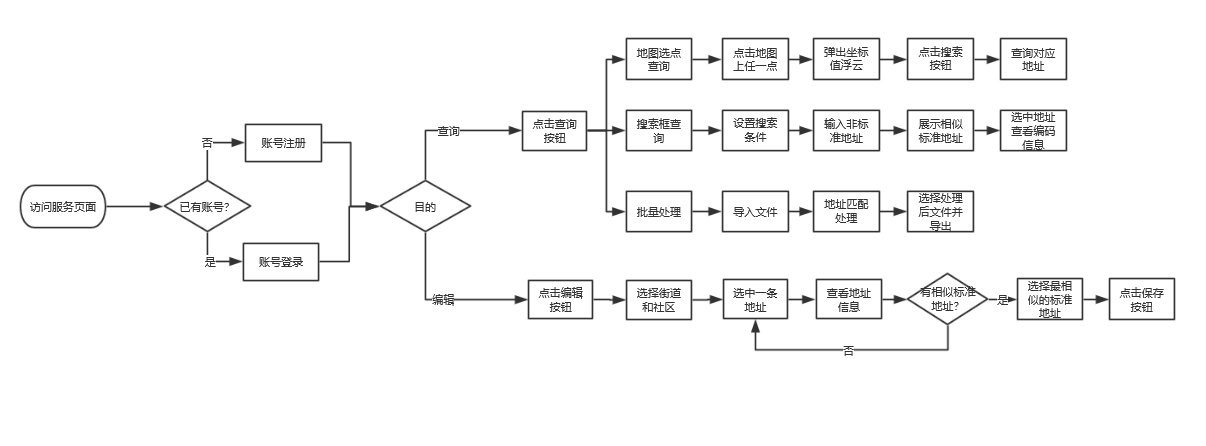 地图选点
查询
点击地图
上任一点
弹出坐标
值浮云
点击搜索
按钮
查询对应
地址
查询
点击查询
按钮
搜索框查
询
设置搜索
条件
输入非标
准地址
展示相似
标准地址
选中地址
查看编码
信息
否
账号注册
访问服务页面
已有账号?
目的
批量处理
导入文件
地址匹配
处理
选择处理
后文件并
导出
是
账号登录
编辑
点击编辑
按钮
选择街道
和社区
选中一条
地址
查看地址
信息
有相似标准
地址?
是
选择最相
似的标准
地址
点击保存
按钮
否